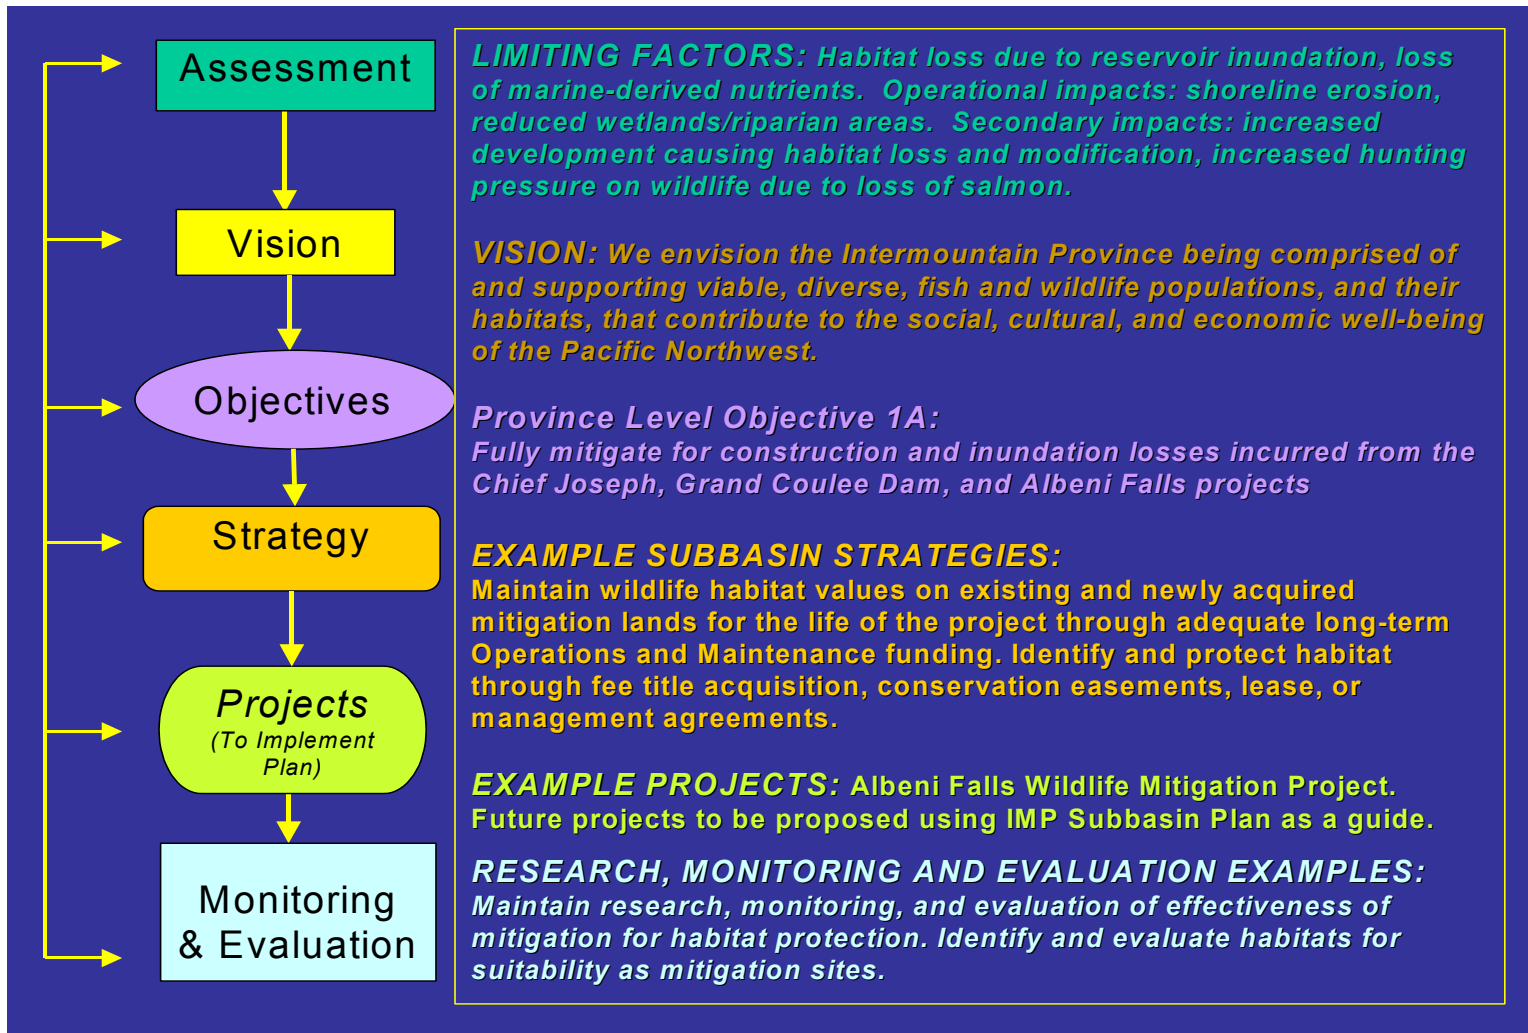 Assessment
Vision
Objectives
Strategy
Projects
(To Implement
Plan)
Monitoring
& Evaluation
LIMITING FACTORS: Habitat loss due to reservoir inundation, loss
of marine-derived nutrients.  Operational impacts: shoreline erosion,
reduced wetlands/riparian areas.  Secondary impacts: increased
development causing habitat loss and modification, increased hunting
pressure on wildlife due to loss of salmon.
VISION: We envision the Intermountain Province being comprised of
and supporting viable, diverse, fish and wildlife populations, and their
habitats, that contribute to the social, cultural, and economic well-being
of the Pacific Northwest.
Province Level Objective 1A:
Fully mitigate for construction and inundation losses incurred from the
Chief Joseph, Grand Coulee Dam, and Albeni Falls projects
EXAMPLE SUBBASIN STRATEGIES:
Maintain wildlife habitat values on existing and newly acquired
mitigation lands for the life of the project through adequate long-term
Operations and Maintenance funding. Identify and protect habitat
through fee title acquisition, conservation easements, lease, or
management agreements.
EXAMPLE PROJECTS: Albeni Falls Wildlife Mitigation Project.
Future projects to be proposed using IMP Subbasin Plan as a guide.
RESEARCH, MONITORING AND EVALUATION EXAMPLES:
Maintain research, monitoring, and evaluation of effectiveness of
mitigation for habitat protection. Identify and evaluate habitats for
suitability as mitigation sites.